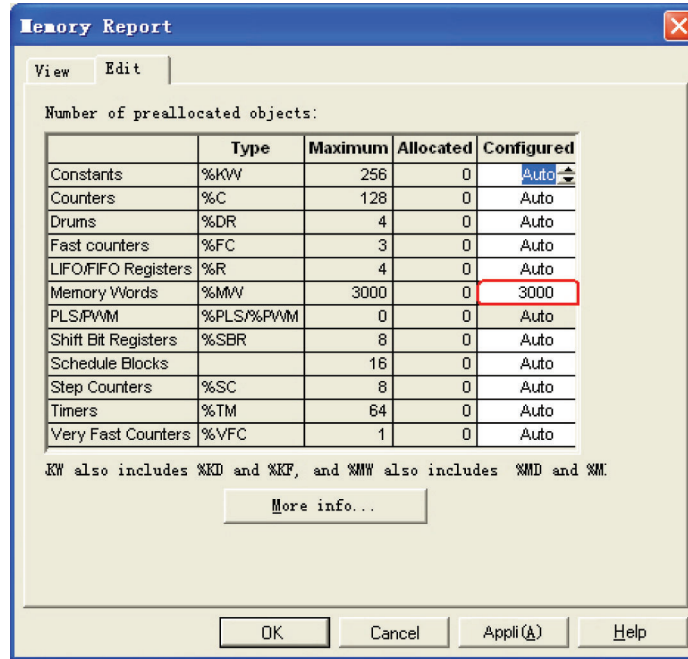 Memory Report
View Edit
Number of preallocated objects:
Type Maximum Allocated Configured
Constants %KW 256 0 Auto
Counters %C 128 0 Auto
Drums %DR 4 0 Auto
Fast counters %FC 3 0 Auto
LIFO/FIFO Registers %R 4 0 Auto
Memory Words %MW 3000 0 3000
PLS/PWM %PLS/%PWM 0 0 Auto
Shift Bit Registers %SBR 8 0 Auto
Schedule Blocks 16 0 Auto
Step Counters %SC 8 0 Auto
Timers %TM 64 0 Auto
Very Fast Counters %VFC 1 0 Auto
KW also includes %KD and %KF, and %MW also includes %MD and
More info...
OK Cancel Appli(A) Help